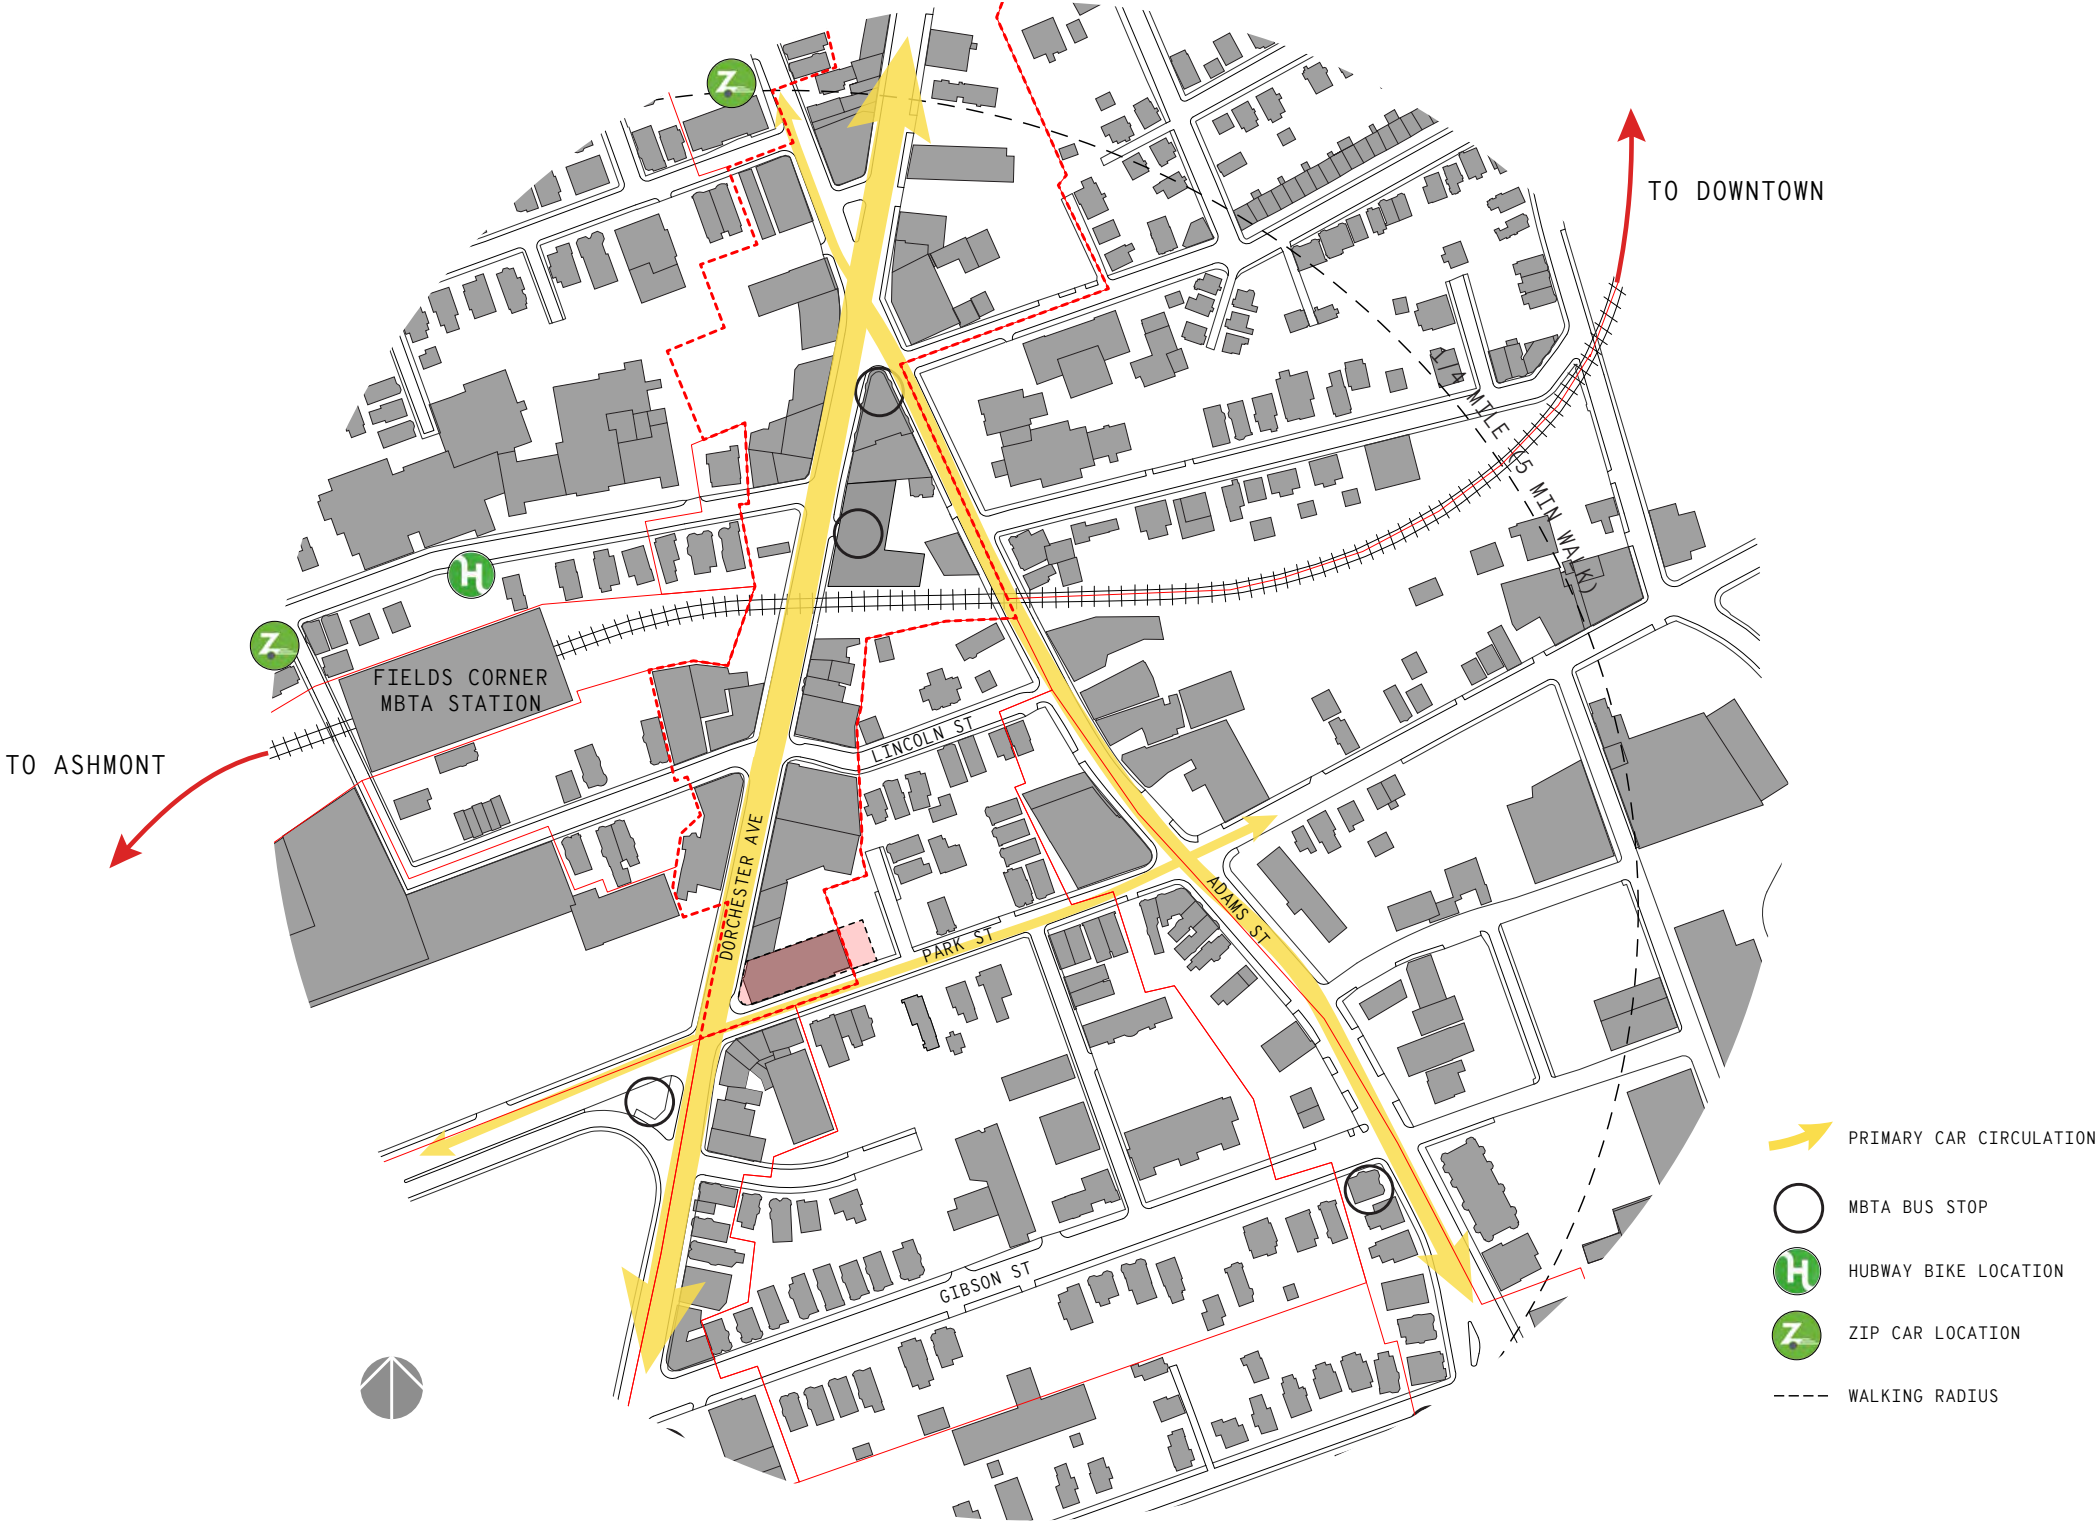 Z
TO DOWNTOWN
1/4 MILE (5 MIN WALK)
H
Z
FIELDS CORNER
MBTA STATION
LINCOLN ST
TO ASHMONT
DORCHESTER AVE
ADAMS ST
PARK ST
PRIMARY CAR CIRCULATION
MBTA BUS STOP
H
HUBWAY BIKE LOCATION
GIBSON ST
Z
ZIP CAR LOCATION
WALKING RADIUS